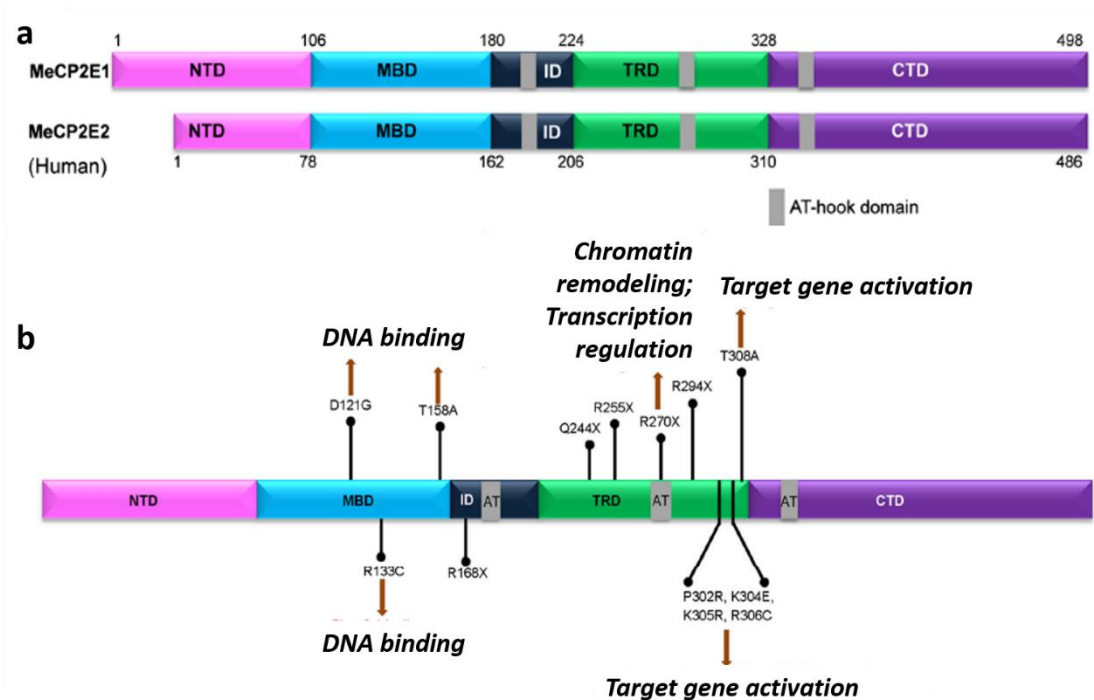 a
1 106 180 224 328 498
MeCP2E1 NTD MBD ID TRD CTD
MeCP2E2 NTD MBD ID TRD CTD
(Human)
1 78 162 206 310 486
AT-hook domain
b
Chromatin
remodeling;
Transcription
regulation
Target gene activation
DNA binding
D121G T158A Q244X R255X R270X R294X T308A
NTD MBD ID AT TRD AT AT CTD
R133C R168X
P302R, K304E,
K305R, R306C
DNA binding
Target gene activation